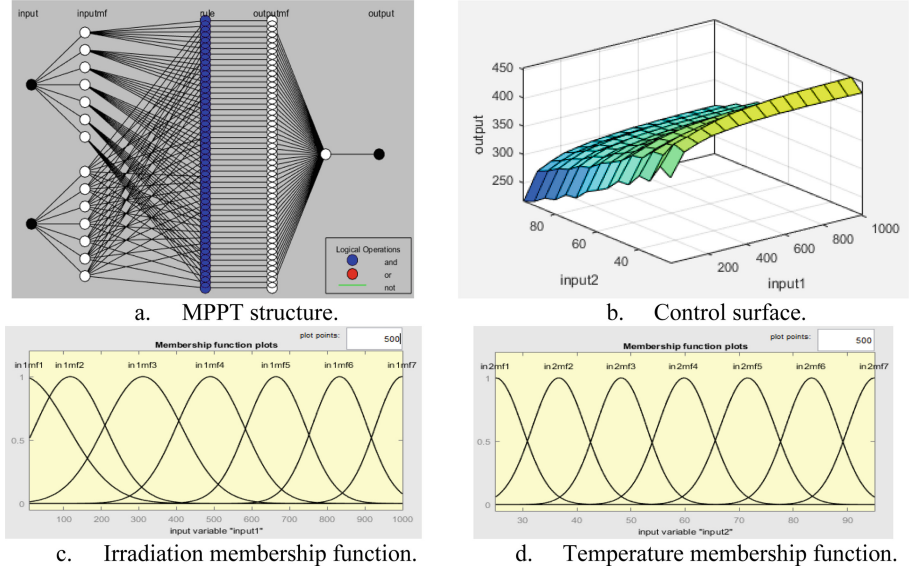 input inputmf rule outputmf output
Logical Operations
and
or
not
a. MPPT structure.
450
400
350
300
250
output
80
60
40
input2
200
400
600
800
1000
input1
b. Control surface.
plot points: 500
Membership function plots
in1mf1 in1mf2 in1mf3 in1mf4 in1mf5 in1mf6 in1mf7
1
0.5
0
100 200 300 400 500 600 700 800 900 1000
input variable "input1"
c. Irradiation membership function.
plot points: 500
Membership function plots
in2mf1 in2mf2 in2mf3 in2mf4 in2mf5 in2mf6 in2mf7
1
0.5
0
30 40 50 60 70 80 90
input variable "input2"
d. Temperature membership function.